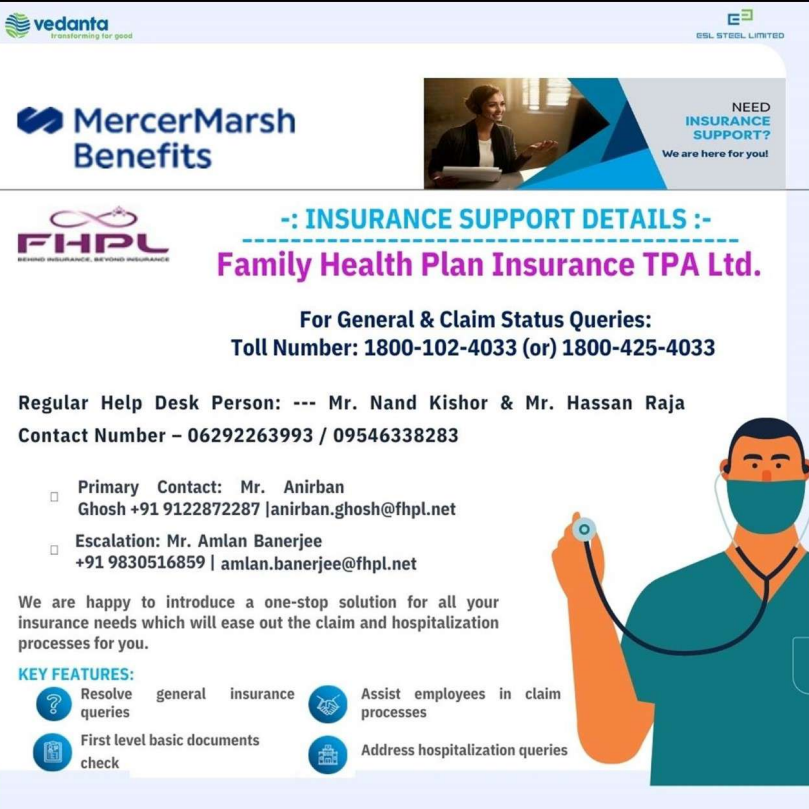 vedanta
transforming for good
ESL STEEL LIMITED
MercerMarsh
Benefits
NEED
INSURANCE
SUPPORT?
We are here for you!
FHPL
BEHIND INSURANCE, BEYOND INSURANCE
-: INSURANCE SUPPORT DETAILS :-
Family Health Plan Insurance TPA Ltd.
For General & Claim Status Queries:
Toll Number: 1800-102-4033 (or) 1800-425-4033
Regular Help Desk Person: --- Mr. Nand Kishor & Mr. Hassan Raja
Contact Number – 06292263993 / 09546338283
Primary Contact: Mr. Anirban
Ghosh +91 9122872287 |anirban.ghosh@fhpl.net
Escalation: Mr. Amlan Banerjee
+91 9830516859 | amlan.banerjee@fhpl.net
We are happy to introduce a one-stop solution for all your
insurance needs which will ease out the claim and hospitalization
processes for you.
KEY FEATURES:
Resolve general insurance
queries
Assist employees in claim
processes
First level basic documents
check
Address hospitalization queries